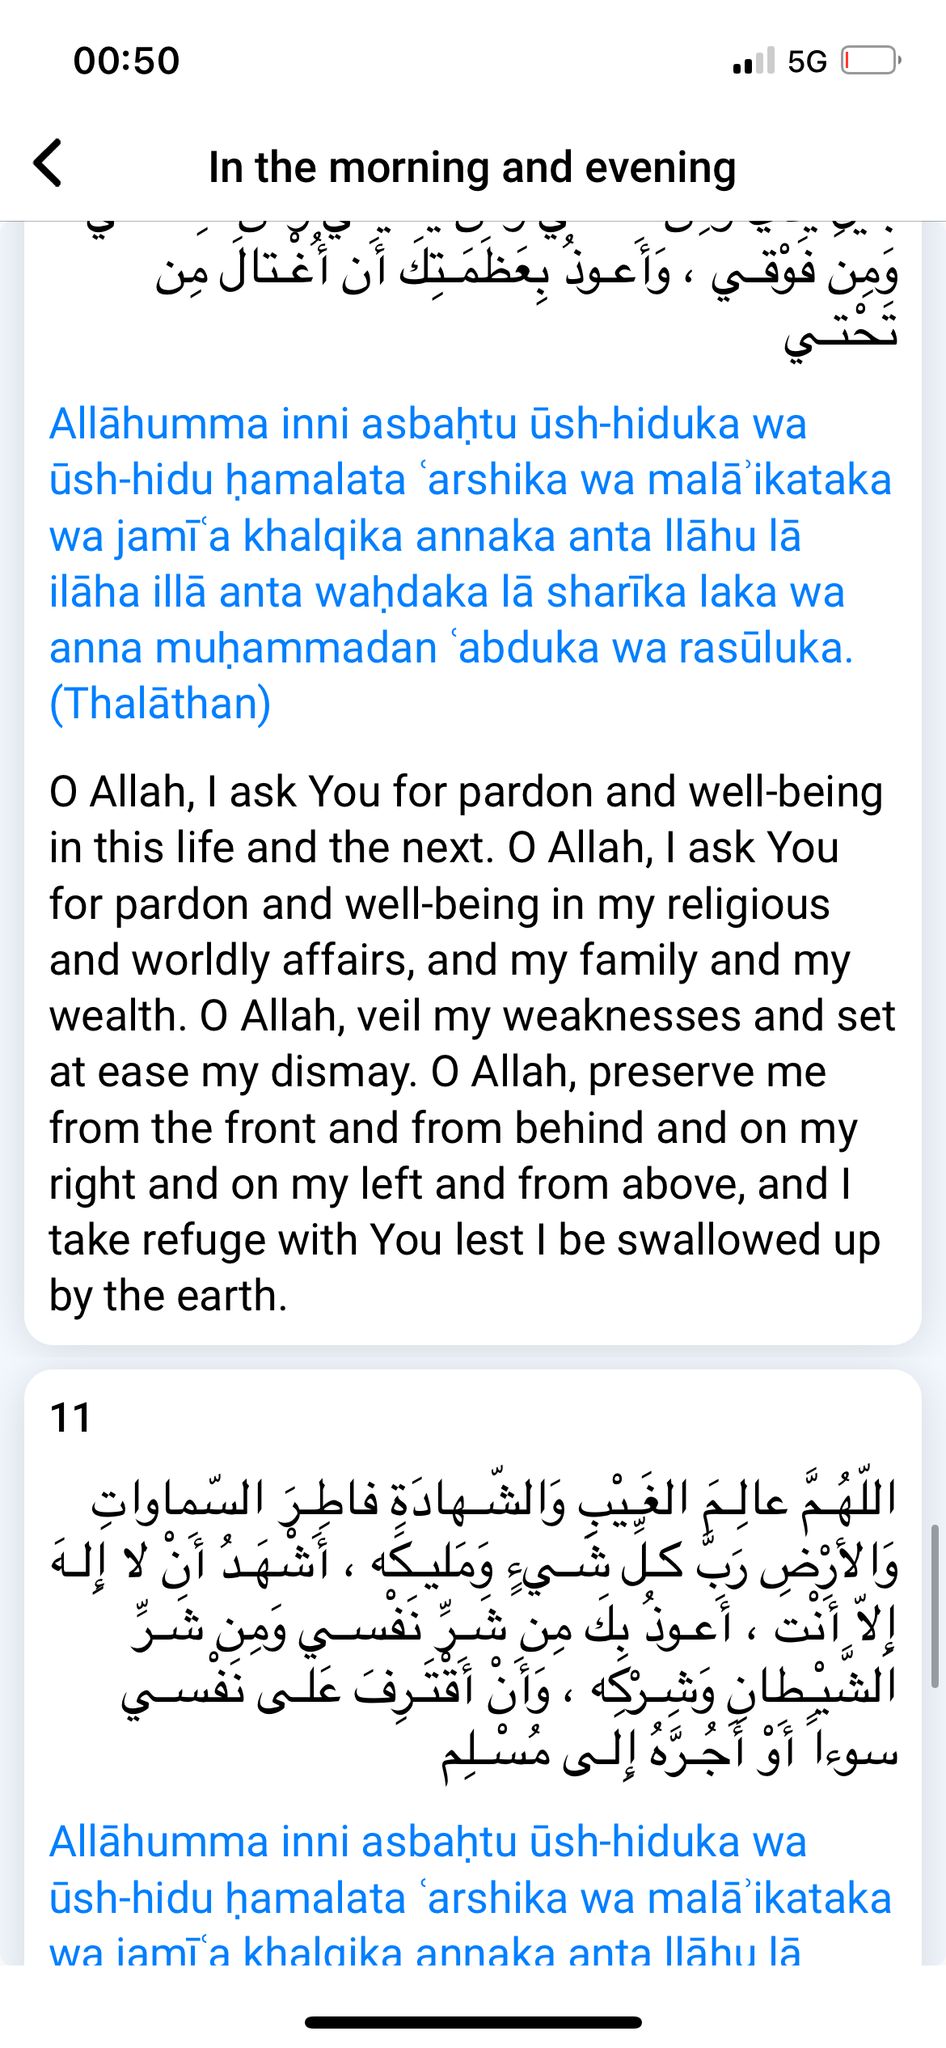 00:50
5G
In the morning and evening
وَمِن فَوْقـي ، وَأَعـوذُ بِعَظَمَـتِكَ أَن أُغْـتالَ مِن
تَحْتـي
Allāhumma inni asbaḥtu ūsh-hiduka wa
ūsh-hidu ḥamalata ʿarshika wa malāʾikataka
wa jamīʿa khalqika annaka anta llāhu lā
ilāha illā anta waḥdaka lā sharīka laka wa
anna muḥammadan ʿabduka wa rasūluka.
(Thalāthan)
O Allah, I ask You for pardon and well-being
in this life and the next. O Allah, I ask You
for pardon and well-being in my religious
and worldly affairs, and my family and my
wealth. O Allah, veil my weaknesses and set
at ease my dismay. O Allah, preserve me
from the front and from behind and on my
right and on my left and from above, and I
take refuge with You lest I be swallowed up
by the earth.
11
اللّهُـمَّ عالِـمَ الغَـيْبِ وَالشّـهادَةِ فاطِـرَ السّماواتِ
وَالأرْضِ رَبَّ كـلِّ شَـيءٍ وَمَليـكَه ، أَشْهَـدُ أَنْ لا إِلـهَ
إِلاّ أَنْت ، أَعـوذُ بِكَ مِن شَـرِّ نَفْسـي وَمِن شَـرِّ
الشَّيْـطانِ وَشِـرْكِه ، وَأَنْ أَقْتَـرِفَ عَلـى نَفْسـي
سوءاً أَوْ أَجُـرَّهُ إِلـى مُسْـلِم
Allāhumma inni asbaḥtu ūsh-hiduka wa
ūsh-hidu ḥamalata ʿarshika wa malāʾikataka
wa jamīʿa khalqika annaka anta llāhu lā